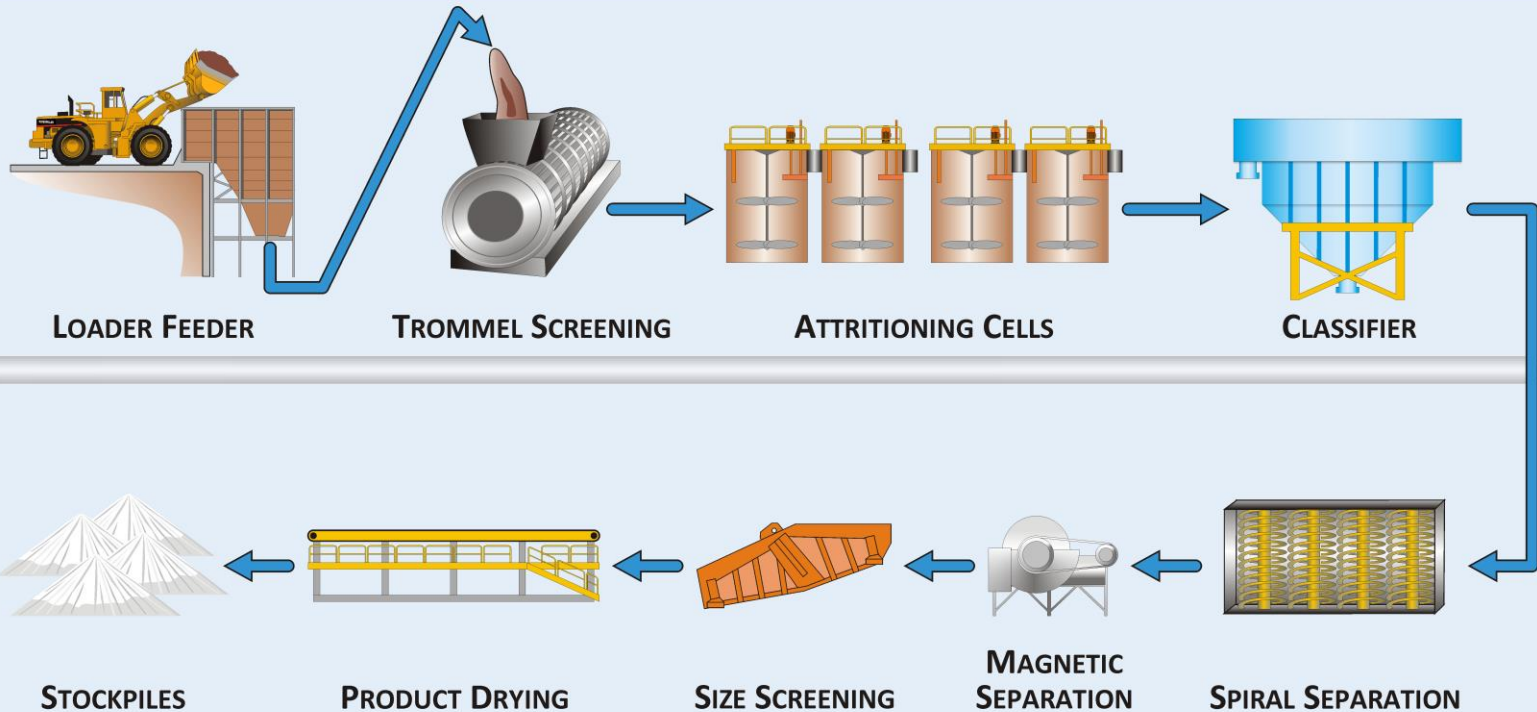 LOADER FEEDER
TROMMEL SCREENING
ATTRITIONING CELLS
CLASSIFIER
STOCKPILES
PRODUCT DRYING
SIZE SCREENING
MAGNETIC
SEPARATION
SPIRAL SEPARATION